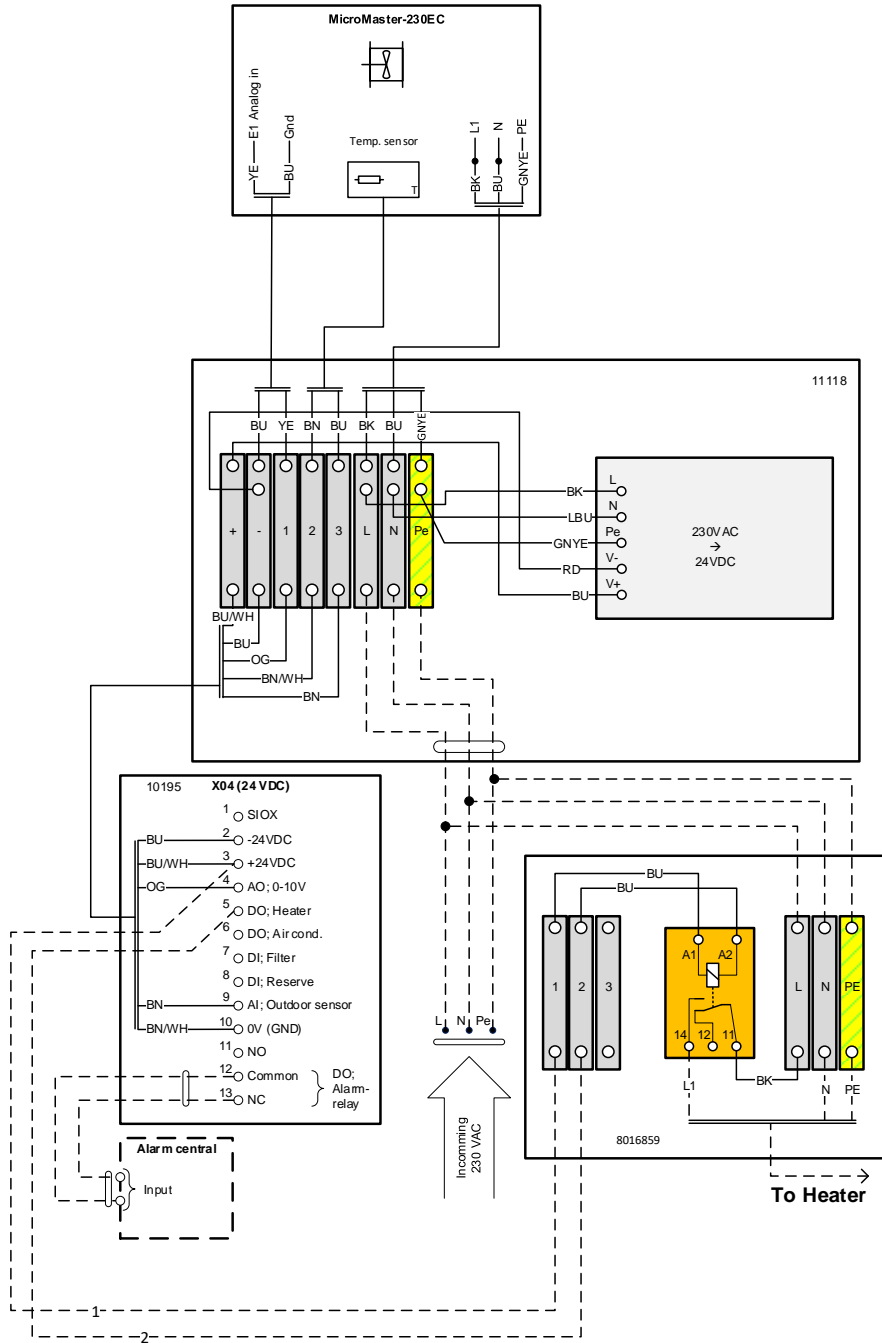 MicroMaster-230EC
YE E1 Analog in
BU Gnd
Temp. sensor
T
BK L1
BU N
GNYE PE
11118
BU YE BN BU BK BU GNYE
+ - 1 2 3 L N Pe
BK L
LBU N
GNYE Pe
RD V-
BU V+
230VAC
→
24VDC
BU/WH
BU
OG
BN/WH
BN
10195 X04 (24 VDC)
1 SIOX
BU 2 -24VDC
BU/WH 3 +24VDC
OG 4 AO; 0-10V
5 DO; Heater
6 DO; Air cond.
7 DI; Filter
8 DI; Reserve
BN 9 AI; Outdoor sensor
BN/WH 10 0V (GND)
11 NO
12 Common
13 NC
DO;
Alarm-
relay
Alarm central
Input
L N Pe
Incomming
230 VAC
BU
BU
1 2 3
A1 A2
14 12 11
L N PE
L1 BK N PE
8016859
To Heater
1
2